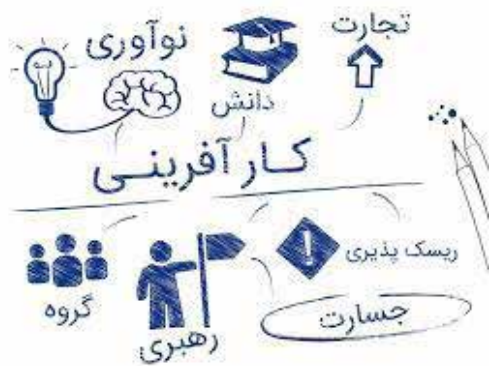 تجارت
نوآوری
دانش
کارآفرینی
ریسک پذیری
گروه
رهبری
جسارت